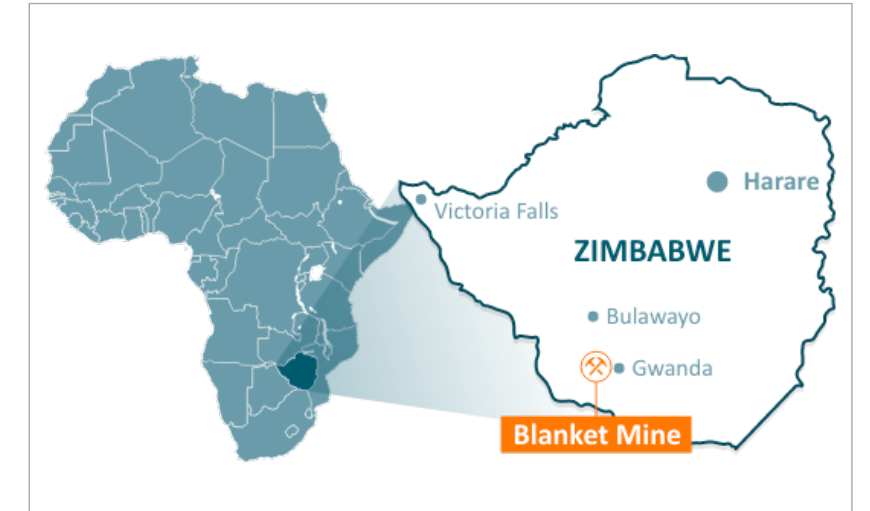 Harare
Victoria Falls
ZIMBABWE
Bulawayo
Gwanda
Blanket Mine